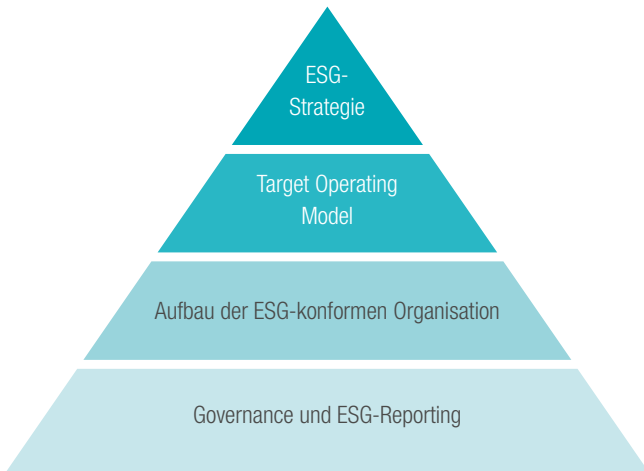 ESG-
Strategie
Target Operating
Model
Aufbau der ESG-konformen Organisation
Governance und ESG-Reporting